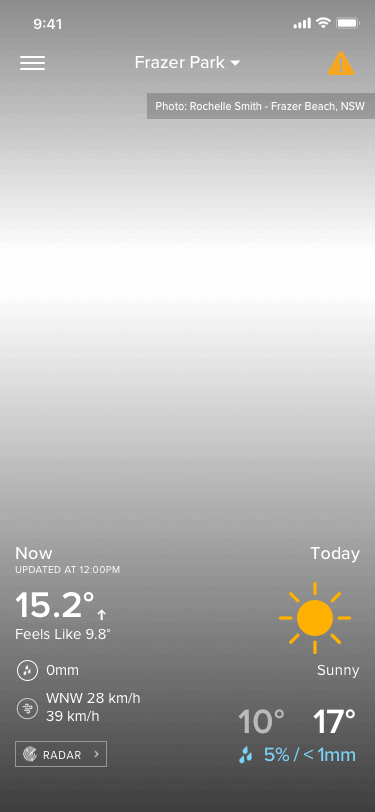 9:41
Frazer Park
Photo: Rochelle Smith - Frazer Beach, NSW
Now
UPDATED AT 12:00PM
15.2°
Feels Like 9.8°
0mm
WNW 28 km/h
39 km/h
RADAR
Today
Sunny
10° 17°
5% / < 1mm